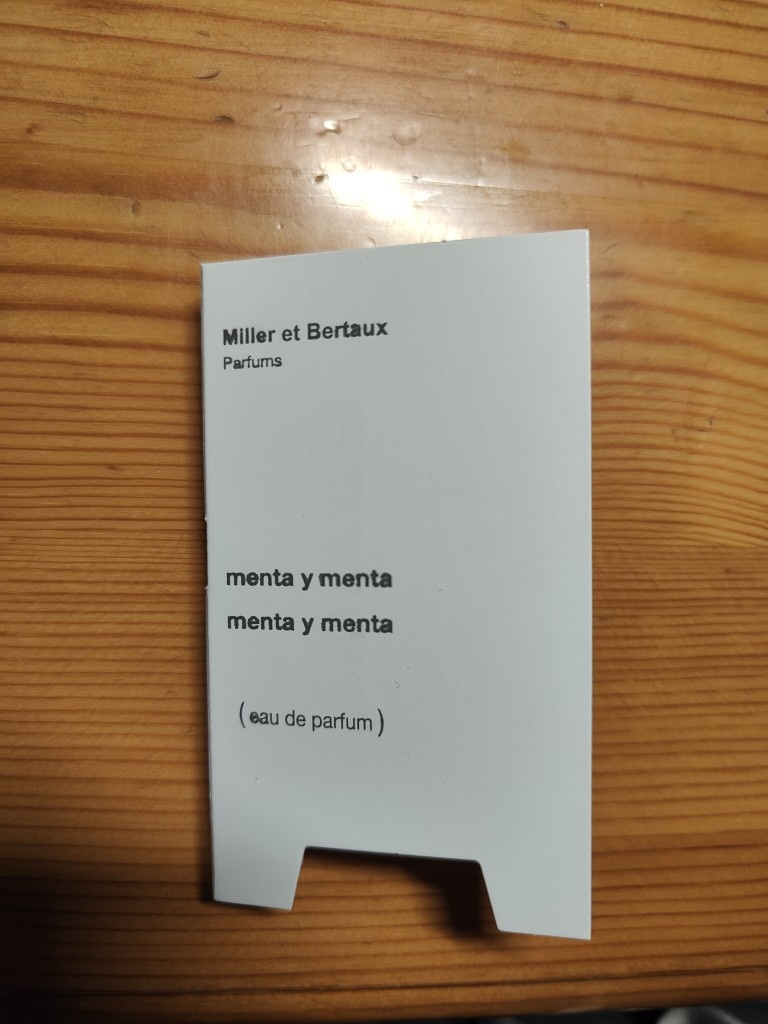 Miller et Bertaux
Parfums
menta y menta
menta y menta
(eau de parfum)